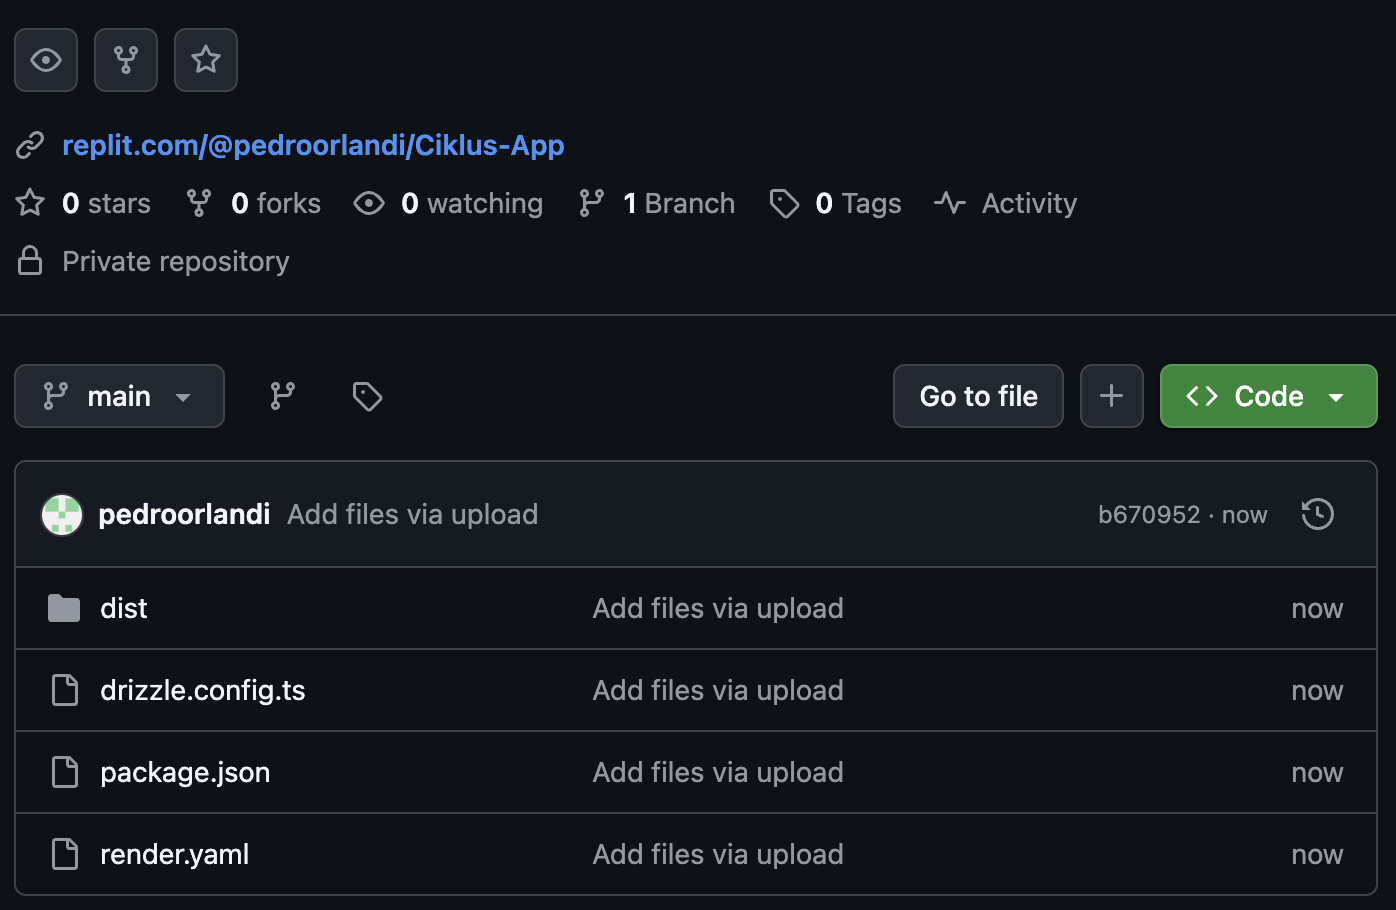 replit.com/@pedroorlandi/Ciklus-App
0 stars 0 forks 0 watching 1 Branch 0 Tags Activity
Private repository
main Go to file Code
pedroorlandi Add files via upload b670952 · now
dist Add files via upload now
drizzle.config.ts Add files via upload now
package.json Add files via upload now
render.yaml Add files via upload now